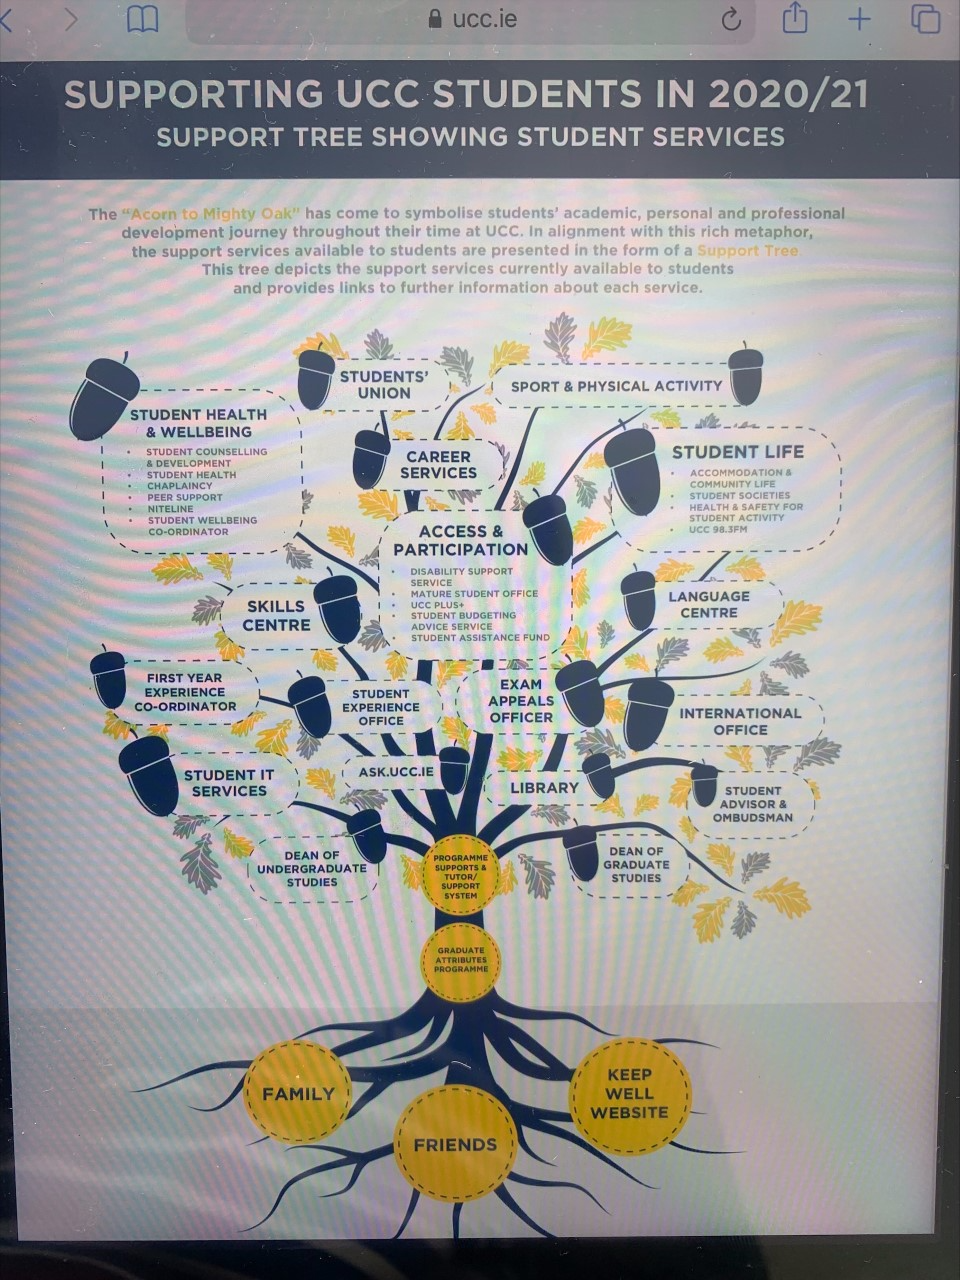 ucc.ie
SUPPORTING UCC STUDENTS IN 2020/21
SUPPORT TREE SHOWING STUDENT SERVICES
The “Acorn to Mighty Oak” has come to symbolise students’ academic, personal and professional
development journey throughout their time at UCC. In alignment with this rich metaphor,
the support services available to students are presented in the form of a Support Tree.
This tree depicts the support services currently available to students
and provides links to further information about each service.
STUDENTS’
UNION
SPORT & PHYSICAL ACTIVITY
STUDENT HEALTH
& WELLBEING
• STUDENT COUNSELLING
& DEVELOPMENT
• STUDENT HEALTH
• CHAPLAINCY
• PEER SUPPORT
• NITELINE
• STUDENT WELLBEING
CO-ORDINATOR
CAREER
SERVICES
STUDENT LIFE
• ACCOMMODATION &
COMMUNITY LIFE
• STUDENT SOCIETIES
• HEALTH & SAFETY FOR
STUDENT ACTIVITY
• UCC 98.3FM
ACCESS &
PARTICIPATION
• DISABILITY SUPPORT
SERVICE
• MATURE STUDENT OFFICE
• UCC PLUS+
• STUDENT BUDGETING
ADVICE SERVICE
• STUDENT ASSISTANCE FUND
SKILLS
CENTRE
LANGUAGE
CENTRE
FIRST YEAR
EXPERIENCE
CO-ORDINATOR
STUDENT
EXPERIENCE
OFFICE
EXAM
APPEALS
OFFICER
INTERNATIONAL
OFFICE
STUDENT IT
SERVICES
ASK.UCC.IE
LIBRARY
STUDENT
ADVISOR &
OMBUDSMAN
DEAN OF
UNDERGRADUATE
STUDIES
PROGRAMME
SUPPORTS &
TUTOR/
SUPPORT
SYSTEM
DEAN OF
GRADUATE
STUDIES
GRADUATE
ATTRIBUTES
PROGRAMME
FAMILY
FRIENDS
KEEP
WELL
WEBSITE